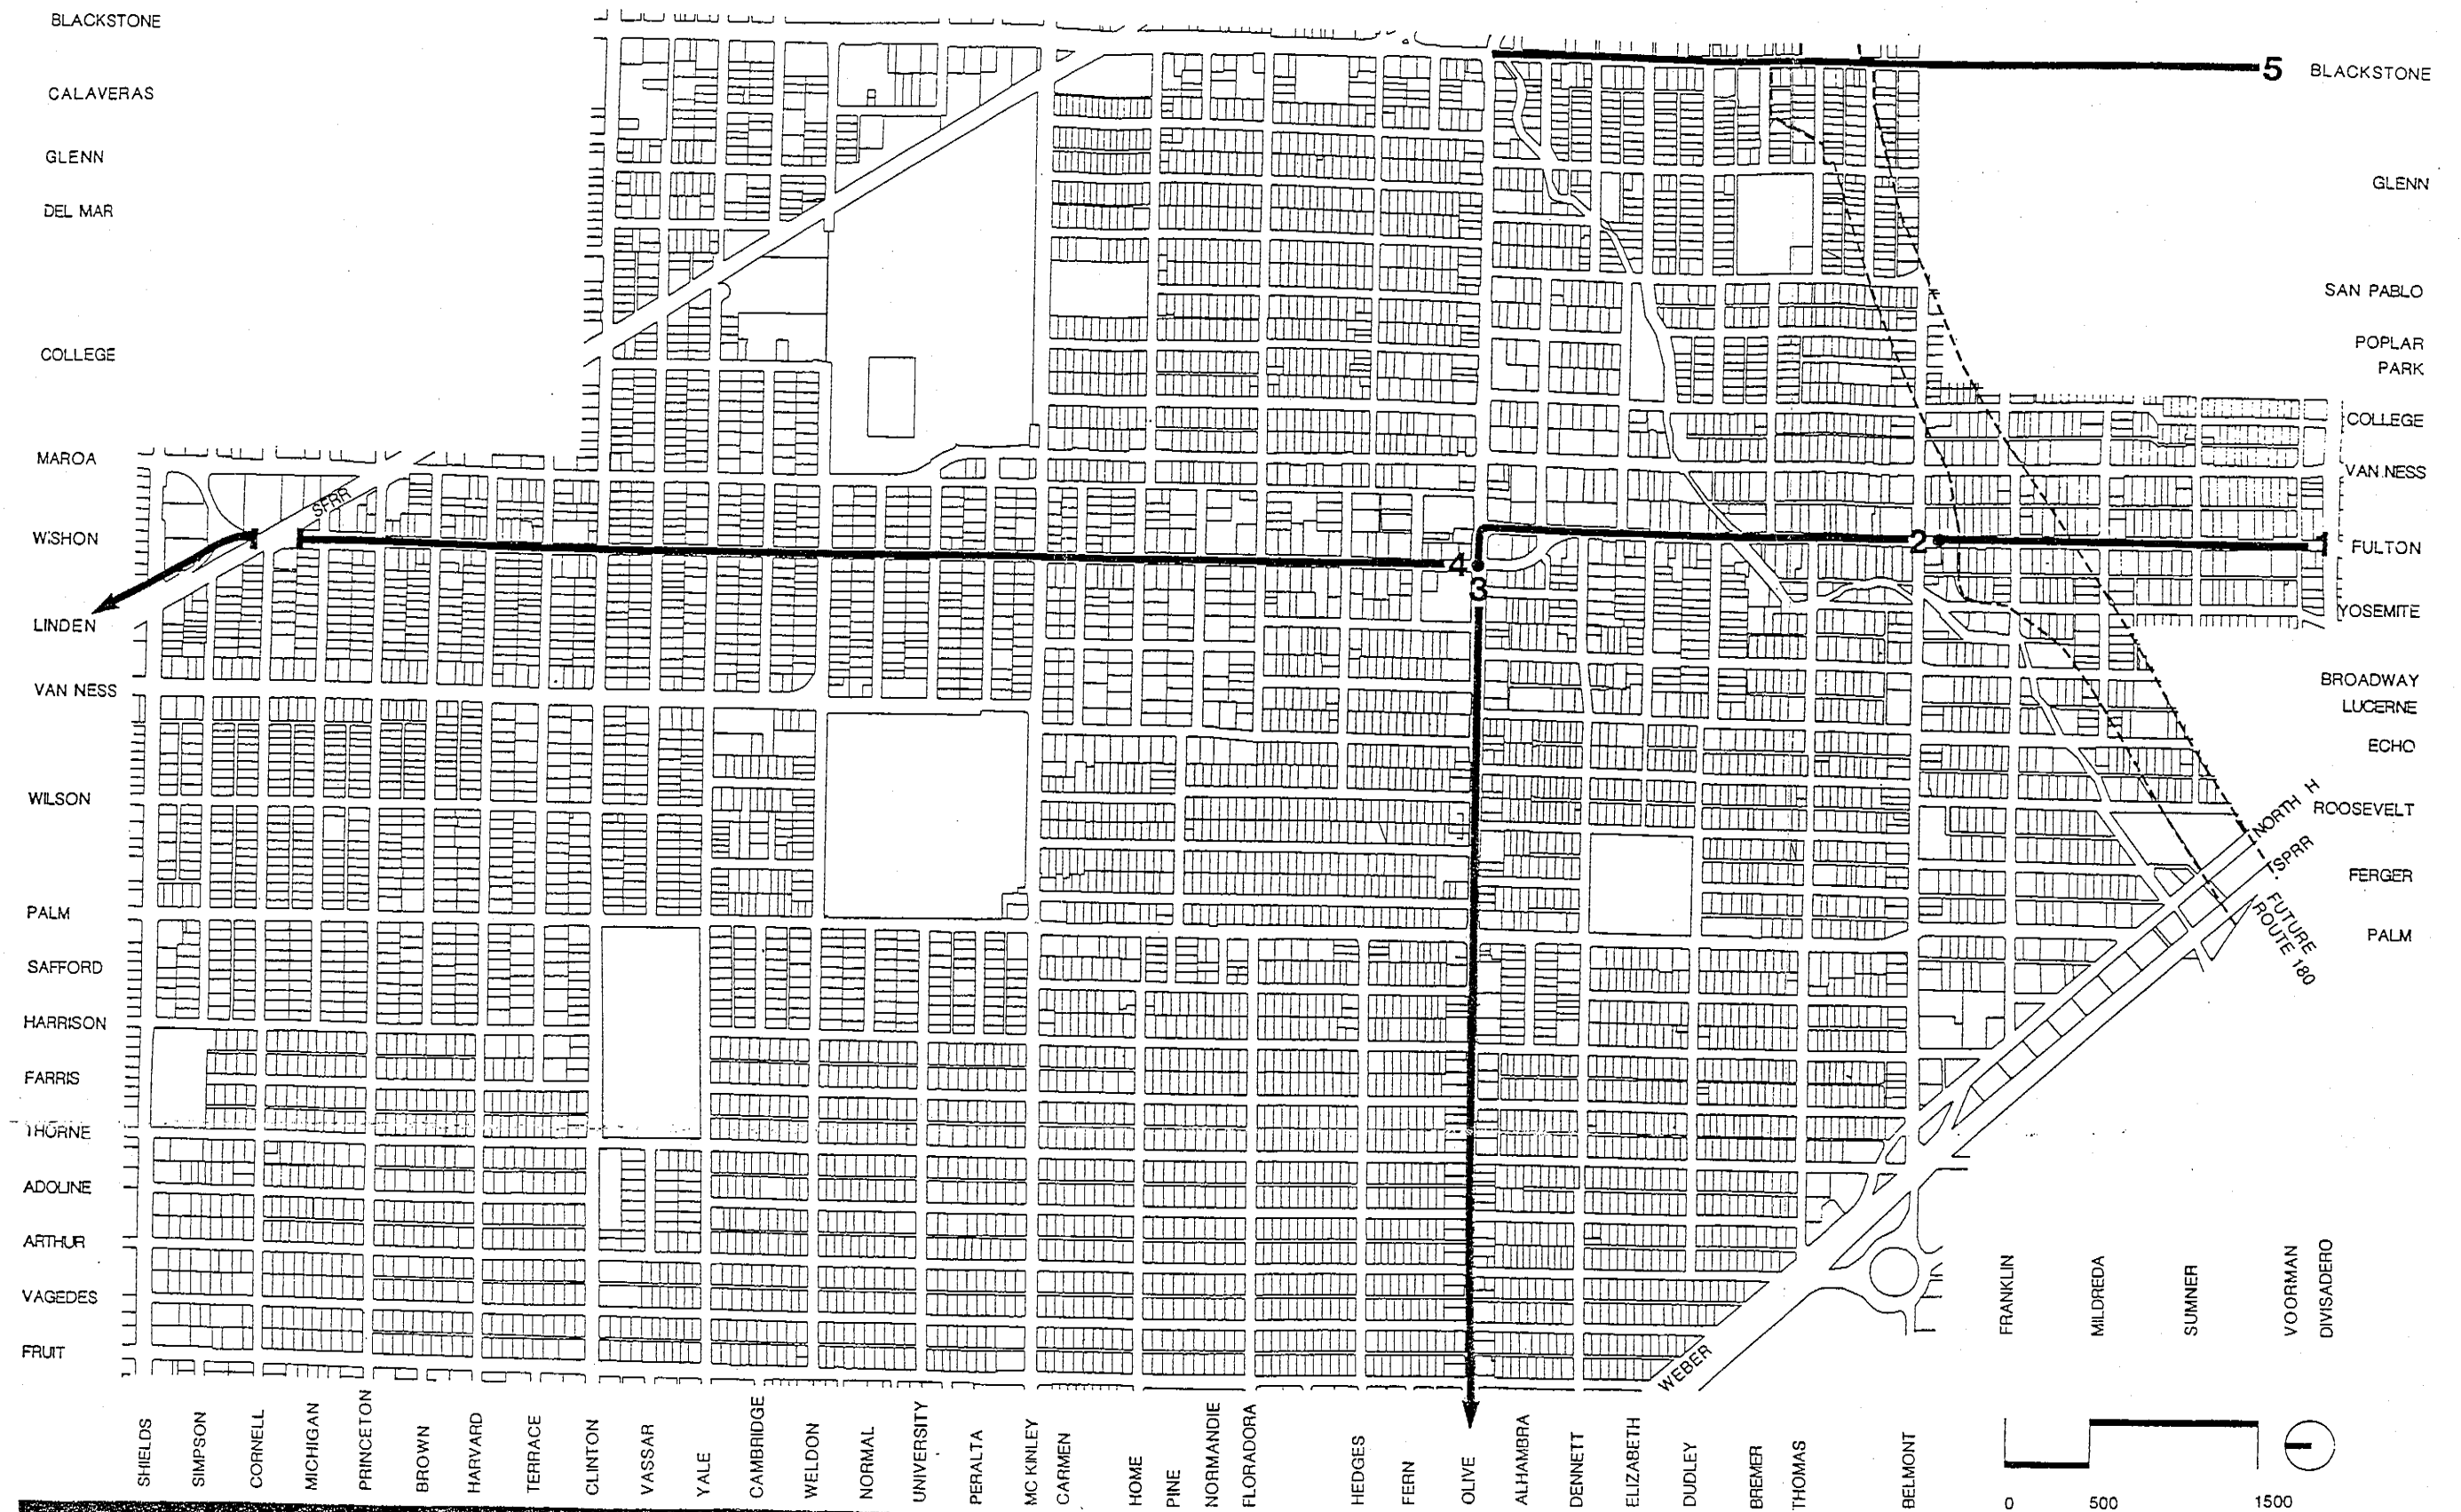 BLACKSTONE
CALAVERAS
GLENN
DEL MAR
COLLEGE
MAROA
WISHON
LINDEN
VAN NESS
WILSON
PALM
SAFFORD
HARRISON
FARRIS
THORNE
ADOLINE
ARTHUR
VAGEDES
FRUIT
SFRR
5
2
4
3
BLACKSTONE
GLENN
SAN PABLO
POPLAR
PARK
COLLEGE
VAN NESS
FULTON
YOSEMITE
BROADWAY
LUCERNE
ECHO
ROOSEVELT
FERGER
PALM
NORTH H
SPRR
FUTURE
ROUTE 180
WEBER
SHIELDS
SIMPSON
CORNELL
MICHIGAN
PRINCETON
BROWN
HARVARD
TERRACE
CLINTON
VASSAR
YALE
CAMBRIDGE
WELDON
NORMAL
UNIVERSITY
PERALTA
MC KINLEY
CARMEN
HOME
PINE
NORMANDIE
FLORADORA
HEDGES
FERN
OLIVE
ALHAMBRA
DENNETT
ELIZABETH
DUDLEY
BREMER
THOMAS
BELMONT
FRANKLIN
MILDREDA
SUMNER
VOORMAN
DIVISADERO
0 500 1500